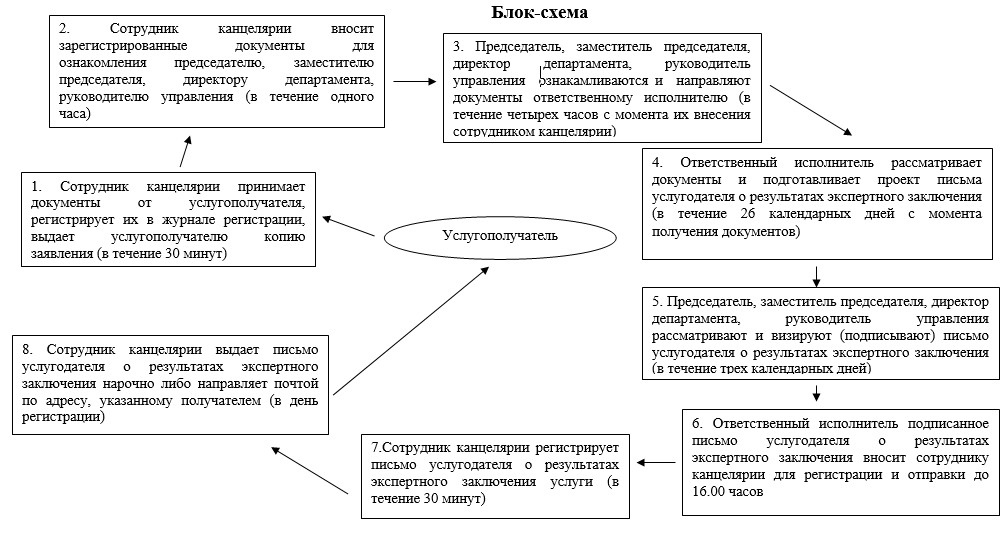 Блок-схема
2. Сотрудник канцелярии вносит
зарегистрированные документы для
ознакомления председателю, заместителю
председателя, директору департамента,
руководителю управления (в течение одного
часа)
3. Председатель, заместитель председателя,
директор департамента, руководитель
управления ознакамливаются и направляют
документы ответственному исполнителю (в
течение четырех часов с момента их внесения
сотрудником канцелярии)
4. Ответственный исполнитель рассматривает
документы и подготавливает проект письма
услугодателя о результатах экспертного заключения
(в течение 26 календарных дней с момента
получения документов)
1. Сотрудник канцелярии принимает
документы от услугополучателя,
регистрирует их в журнале регистрации,
выдает услугополучателю копию
заявления (в течение 30 минут)
Услугополучатель
5. Председатель, заместитель председателя, директор
департамента, руководитель управления
рассматривают и визируют (подписывают) письмо
услугодателя о результатах экспертного заключения
(в течение трех календарных дней)
8. Сотрудник канцелярии выдает письмо
услугодателя о результатах экспертного
заключения нарочно либо направляет почтой
по адресу, указанному получателем (в день
регистрации)
6. Ответственный исполнитель подписанное
письмо услугодателя о результатах
экспертного заключения вносит сотруднику
канцелярии для регистрации и отправки до
16.00 часов
7.Сотрудник канцелярии регистрирует
письмо услугодателя о результатах
экспертного заключения услуги (в
течение 30 минут)